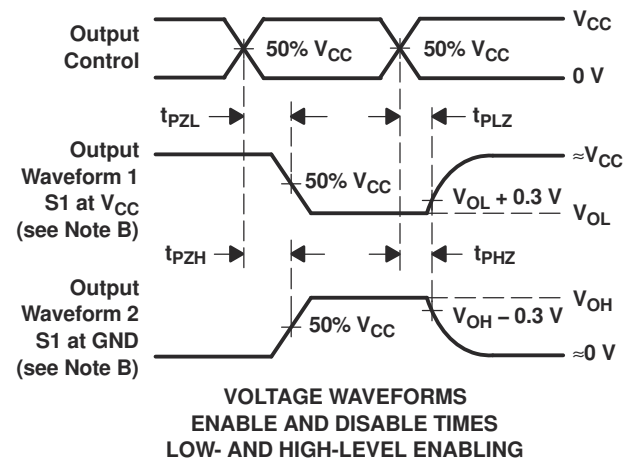 Output
Control
50% VCC
50% VCC
VCC
0 V
tPZL
tPLZ
Output
Waveform 1
S1 at VCC
(see Note B)
50% VCC
VOL + 0.3 V
≈VCC
VOL
tPZH
tPHZ
Output
Waveform 2
S1 at GND
(see Note B)
50% VCC
VOH − 0.3 V
VOH
≈0 V
VOLTAGE WAVEFORMS
ENABLE AND DISABLE TIMES
LOW- AND HIGH-LEVEL ENABLING